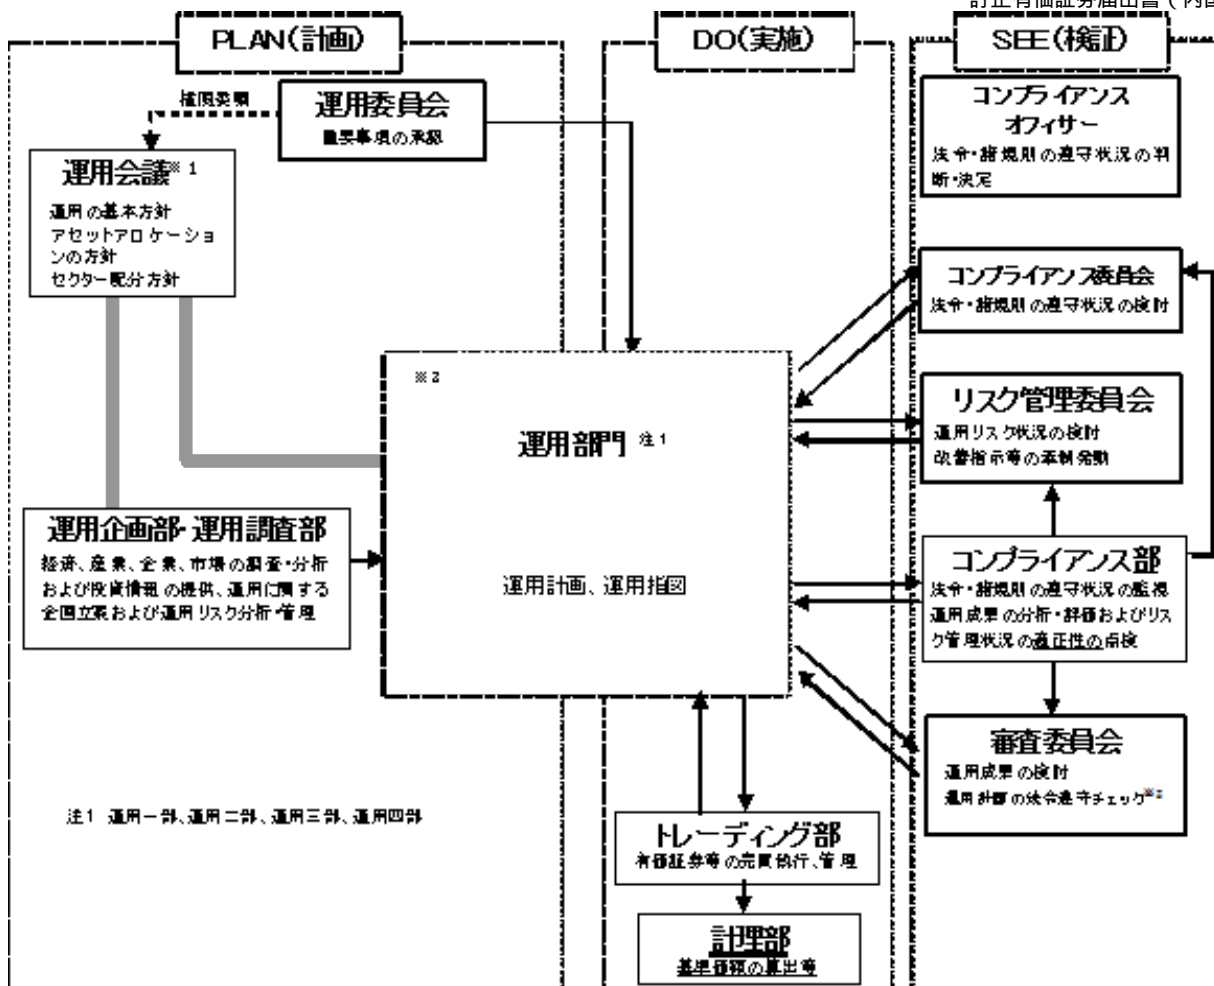 訂正有価証券届出書(内国
PLAN(計画)
DO(実施)
SEE(検証)
権限委譲
運用委員会
重要事項の承認
運用会議※1
運用の基本方針
アセットアロケーショ
ンの方針
セクター配分方針
コンプライアンス
オフィサー
法令・諸規則の遵守状況の判
断・決定
コンプライアンス委員会
法令・諸規則の遵守状況の検討
※2
運用部門 注1
運用計画、運用指図
リスク管理委員会
運用リスク状況の検討
改善指示等の牽制発動
運用企画部・運用調査部
経済、産業、企業、市場の調査・分析
および投資情報の提供、運用に関する
企画立案および運用リスク分析・管理
コンプライアンス部
法令・諸規則の遵守状況の監視
運用成果の分析・評価およびリス
ク管理状況の適正性の点検
審査委員会
運用成果の検討
運用計画の法令遵守チェック
注1 運用一部、運用二部、運用三部、運用四部
トレーディング部
有価証券等の売買執行、管理
計理部
基準価額の算出等